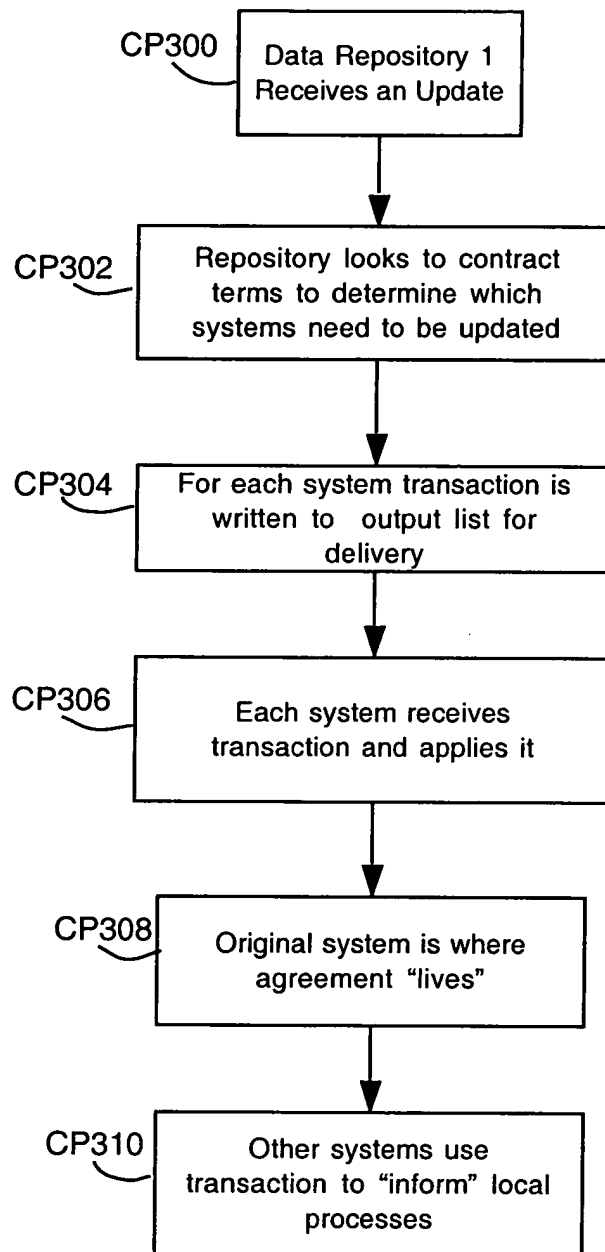 CP300
Data Repository 1
Receives an Update
CP302
Repository looks to contract
terms to determine which
systems need to be updated
CP304
For each system transaction is
written to output list for
delivery
CP306
Each system receives
transaction and applies it
CP308
Original system is where
agreement “lives”
CP310
Other systems use
transaction to “inform” local
processes